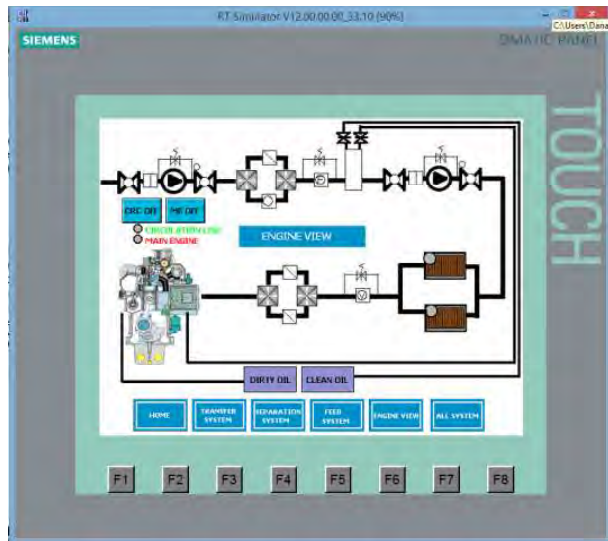 RT Simulator V12.00.00.00_33.10 [90%]
C:\Users\Dana
SIEMENS
SIMATIC PANEL
TOUCH
CRC OFF
ME OFF
CIRCULATION LINE
MAIN ENGINE
ENGINE VIEW
DIRTY OIL
CLEAN OIL
HOME
TRANSFER
SYSTEM
SEPARATION
SYSTEM
FEED
SYSTEM
ENGINE VIEW
ALL SYSTEM
F1
F2
F3
F4
F5
F6
F7
F8